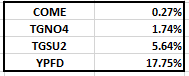 COME 0.27%
TGNO4 1.74%
TGSU2 5.64%
YPFD 17.75%